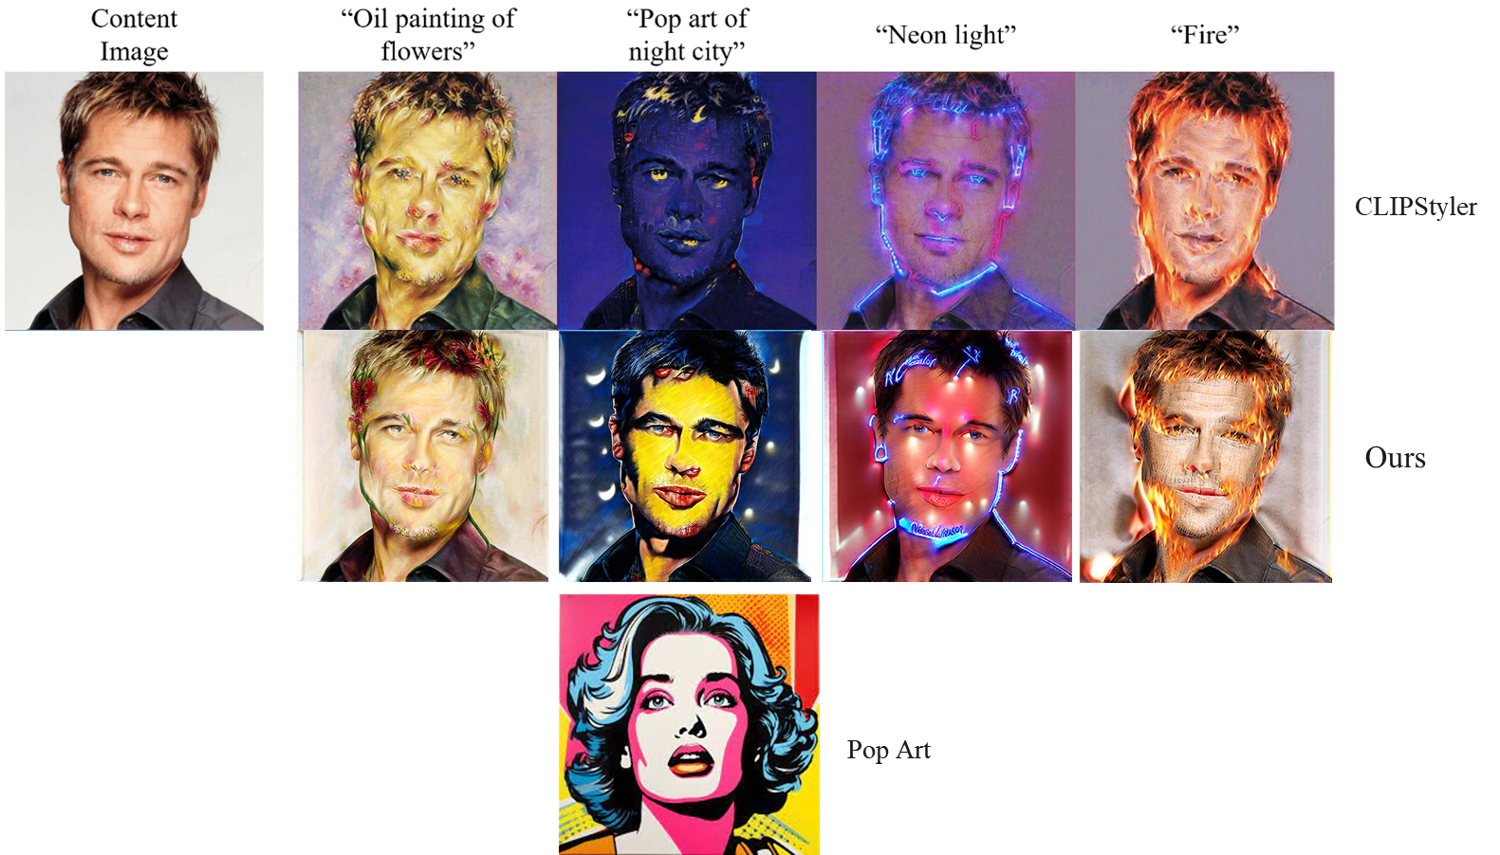 Content
Image
“Oil painting of
flowers”
“Pop art of
night city”
“Neon light”
“Fire”
CLIPStyler
Ours
Pop Art